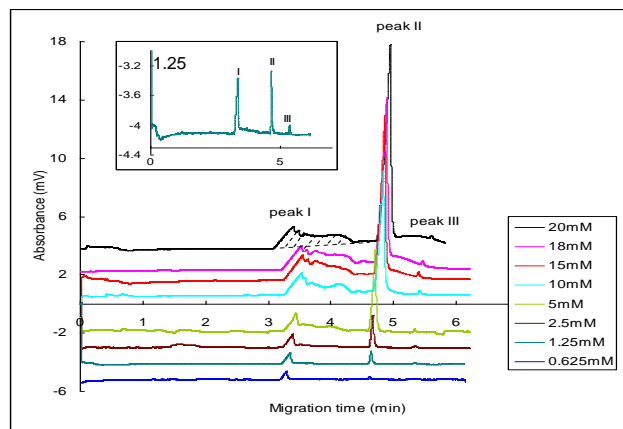 peak II
18
14
10
6
2
-2
-6
Absorbance (mV)
1.25
-3.2
-3.6
-4
-4.4
0
5
I
II
III
peak I
peak III
0
1
2
3
4
5
6
Migration time (min)
20mM
18mM
15mM
10mM
5mM
2.5mM
1.25mM
0.625mM